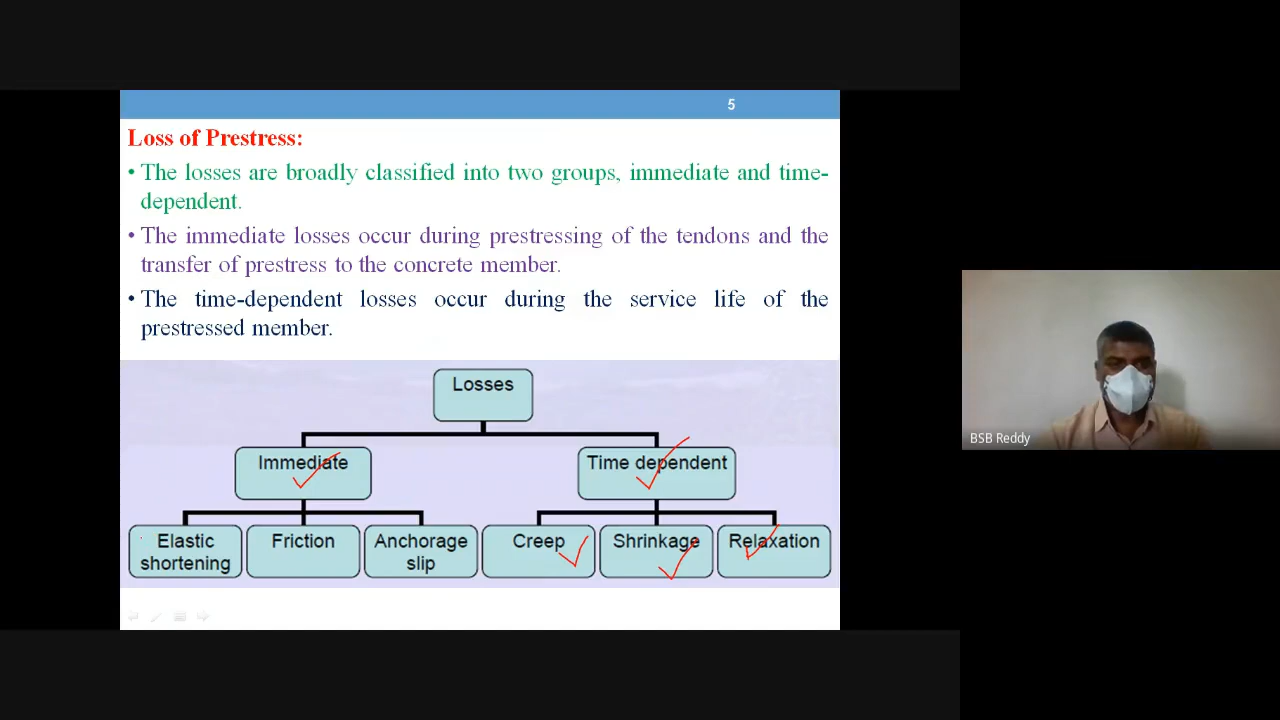 5
Loss of Prestress:
• The losses are broadly classified into two groups, immediate and time-
dependent.
• The immediate losses occur during prestressing of the tendons and the
transfer of prestress to the concrete member.
• The time-dependent losses occur during the service life of the
prestressed member.
Losses
Immediate
Time dependent
Elastic
shortening
Friction
Anchorage
slip
Creep
Shrinkage
Relaxation
BSB Reddy